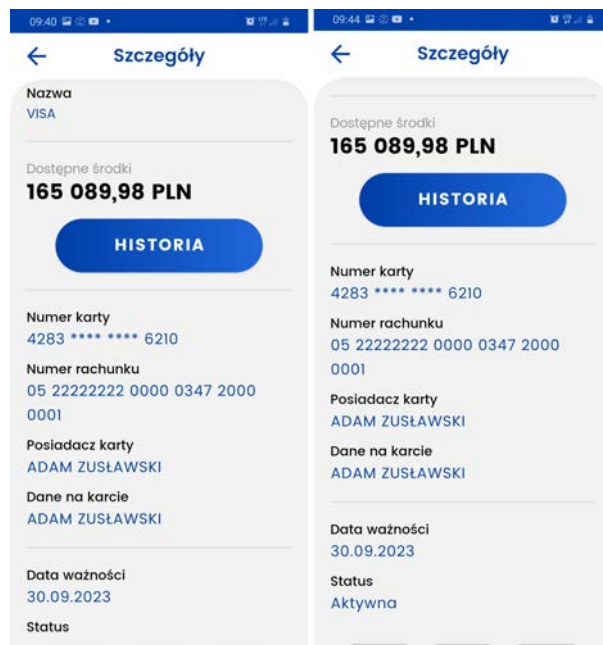 09:40
Szczegóły
Nazwa
VISA
Dostępne środki
165 089,98 PLN
HISTORIA
Numer karty
4283 **** **** 6210
Numer rachunku
05 22222222 0000 0347 2000
0001
Posiadacz karty
ADAM ZUSŁAWSKI
Dane na karcie
ADAM ZUSŁAWSKI
Data ważności
30.09.2023
Status
09:44
Szczegóły
Dostępne środki
165 089,98 PLN
HISTORIA
Numer karty
4283 **** **** 6210
Numer rachunku
05 22222222 0000 0347 2000
0001
Posiadacz karty
ADAM ZUSŁAWSKI
Dane na karcie
ADAM ZUSŁAWSKI
Data ważności
30.09.2023
Status
Aktywna